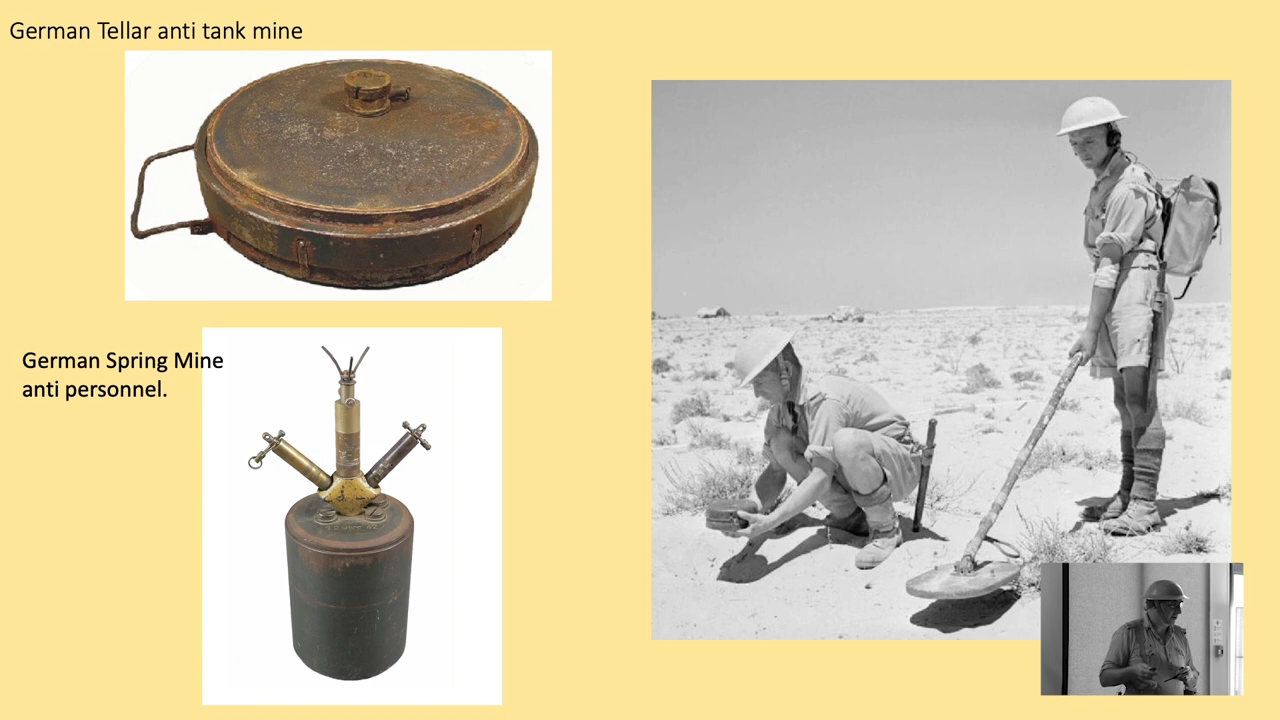 German Tellar anti tank mine
German Spring Mine
anti personnel.